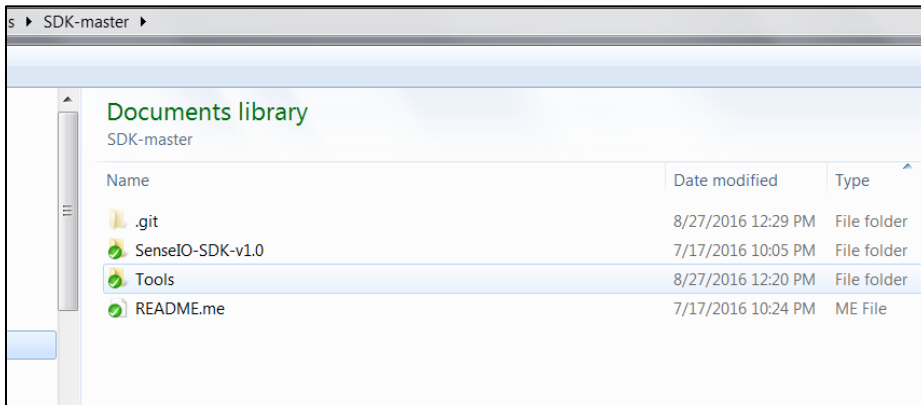 s ▸ SDK-master ▸
Documents library
SDK-master
Name Date modified Type
.git 8/27/2016 12:29 PM File folder
SenseIO-SDK-v1.0 7/17/2016 10:05 PM File folder
Tools 8/27/2016 12:20 PM File folder
README.me 7/17/2016 10:24 PM ME File